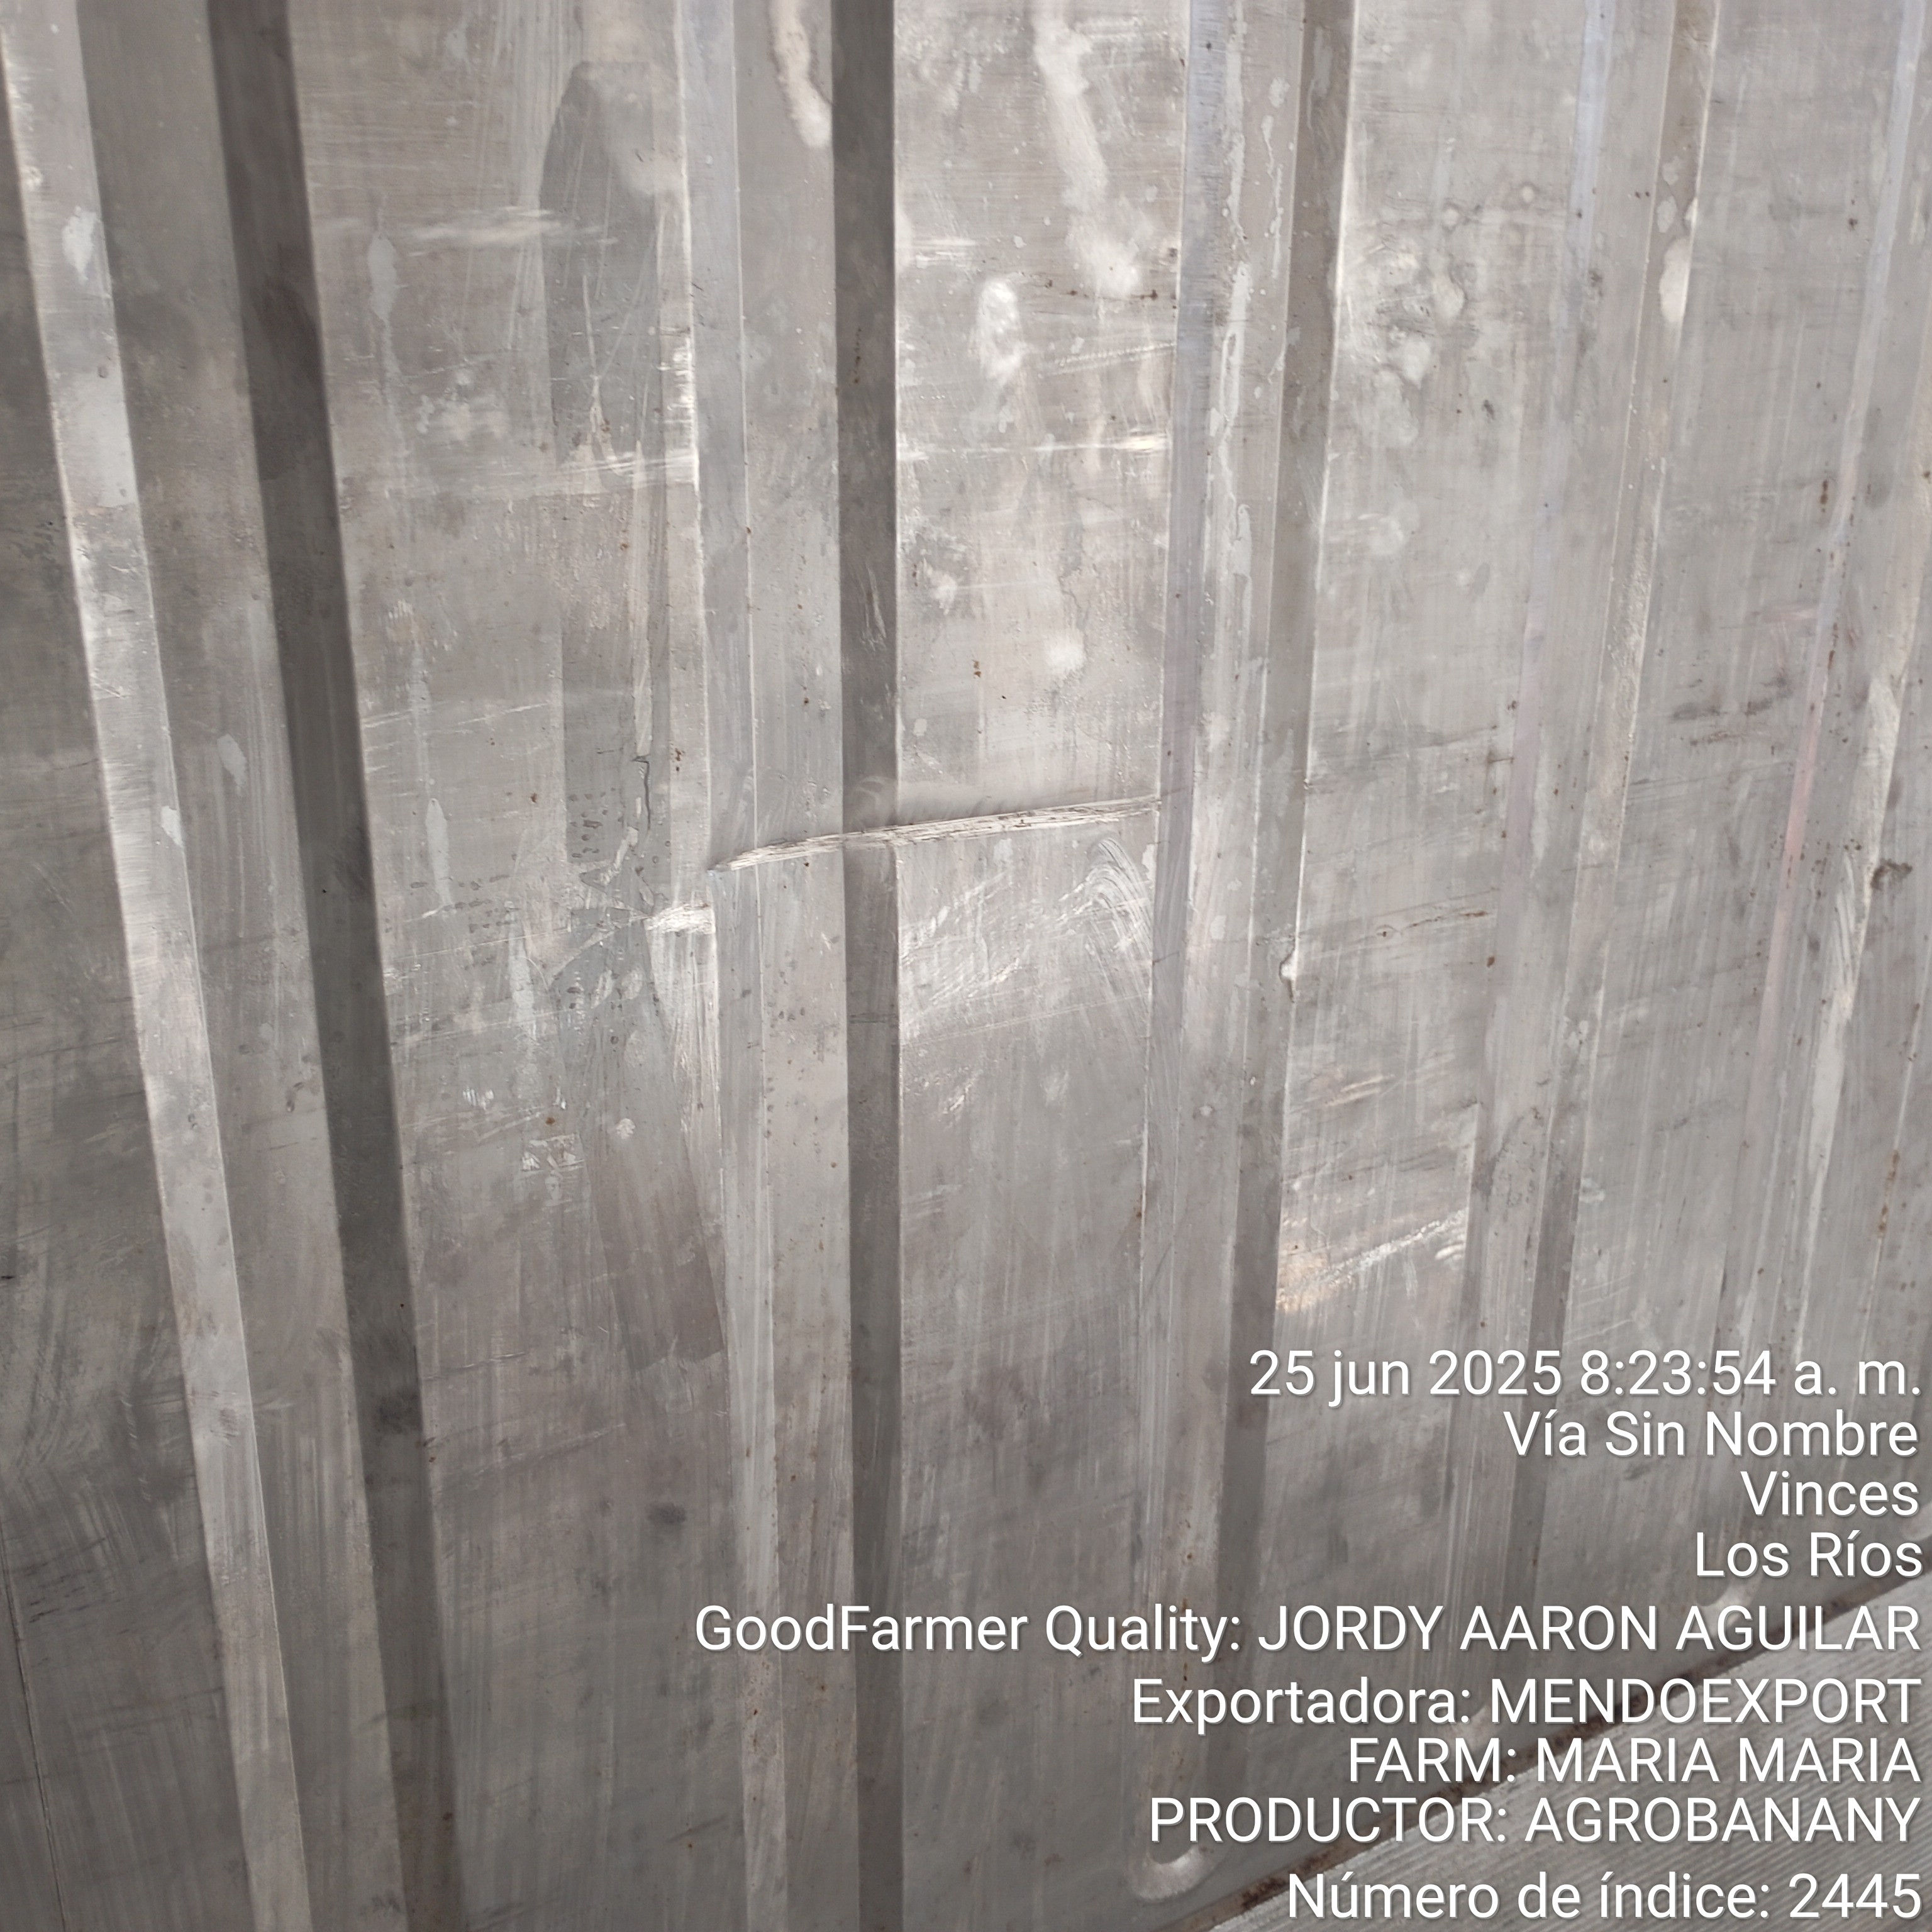 25 jun 2025 8:23:54 a. m.
Vía Sin Nombre
Vinces
Los Ríos
GoodFarmer Quality: JORDY AARON AGUILAR
Exportadora: MENDOEXPORT
FARM: MARIA MARIA
PRODUCTOR: AGROBANANY
Número de índice: 2445